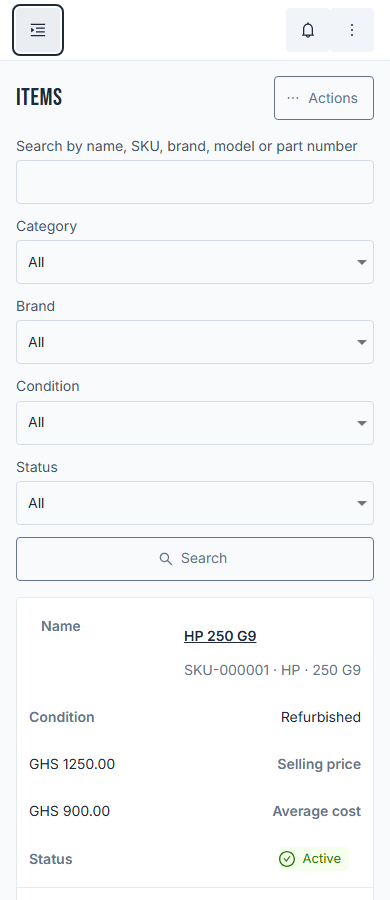 ITEMS
Actions
Search by name, SKU, brand, model or part number
Category
All
Brand
All
Condition
All
Status
All
Search
Name
HP 250 G9
SKU-000001 · HP · 250 G9
Condition Refurbished
GHS 1250.00 Selling price
GHS 900.00 Average cost
Status Active